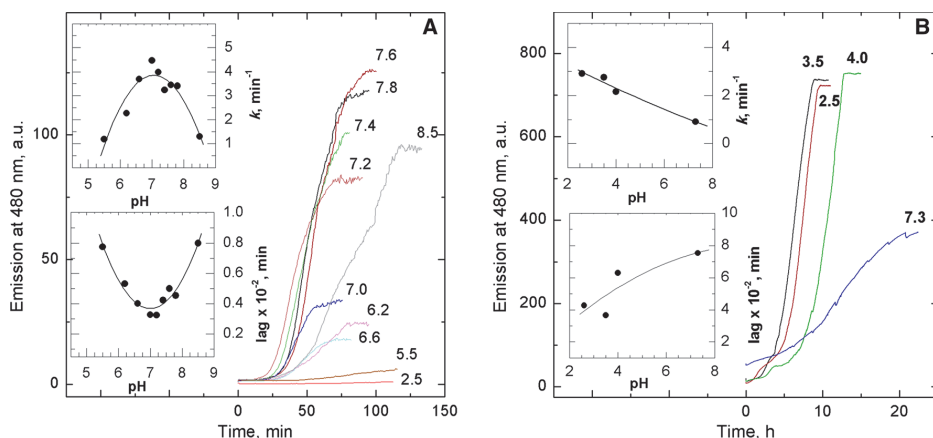 A
Emission at 480 nm, a.u.
100
50
0
0 50 100 150
Time, min
7.6
7.8
7.4
8.5
7.2
7.0
6.2
6.6
5.5
2.5
5
4
3
2
1
k, min⁻¹
5 6 7 8 9
pH
1.0
0.8
0.6
0.4
0.2
lag x 10⁻², min
5 6 7 8 9
pH
B
Emission at 480 nm, a.u.
800
600
400
200
0
0 10 20
Time, h
3.5
4.0
2.5
7.3
4
2
0
k, min⁻¹
2 4 6 8
pH
10
8
6
4
2
lag x 10⁻², min
2 4 6 8
pH